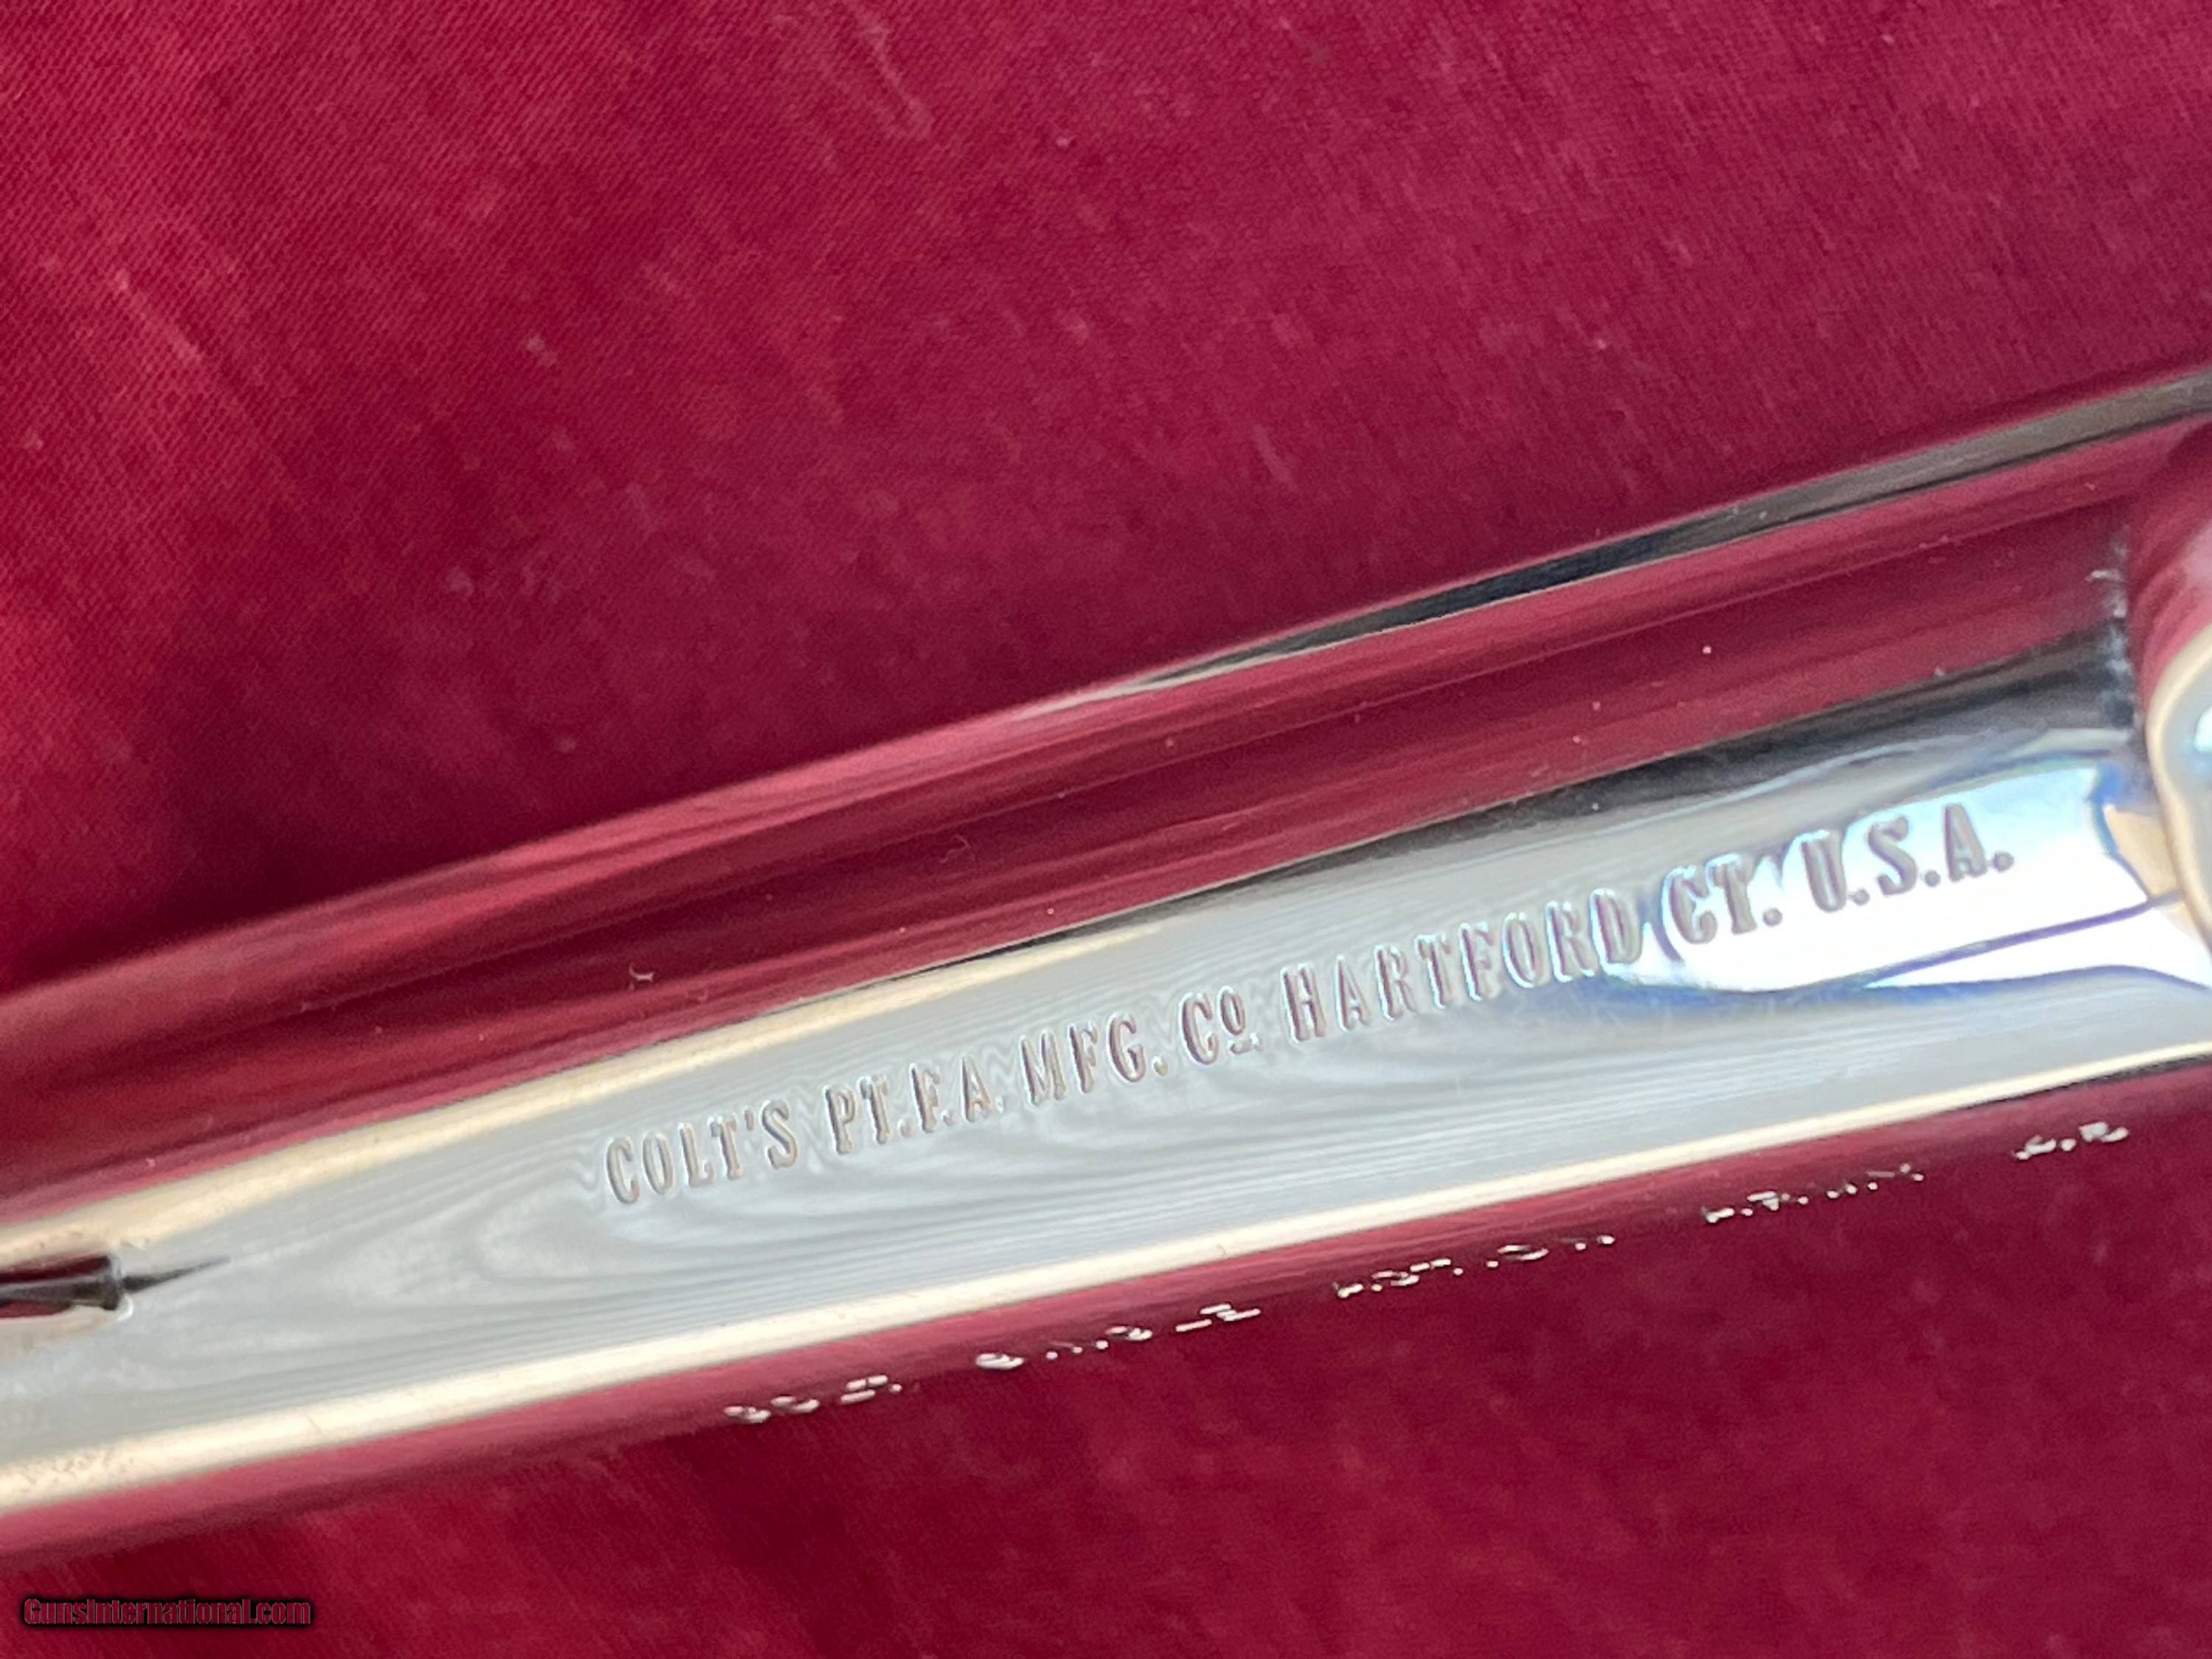 COLT'S PT.F.A. MFG. Co. HARTFORD CT. U.S.A.
GunsInternational.com